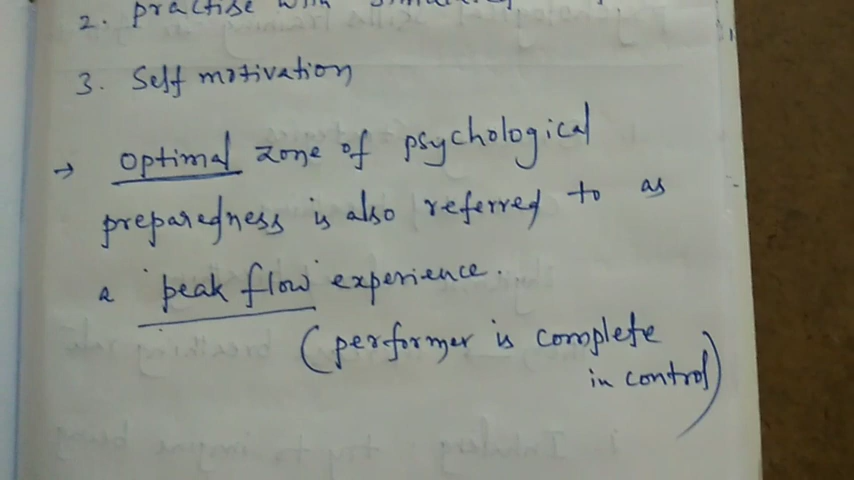 2. practise with
3. Self motivation
→ Optimal zone of psychological
preparedness is also referred to as
a 'peak flow' experience.
(performer is complete
in control)